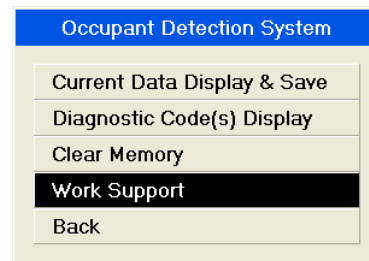 Occupant Detection System
Current Data Display & Save
Diagnostic Code(s) Display
Clear Memory
Work Support
Back